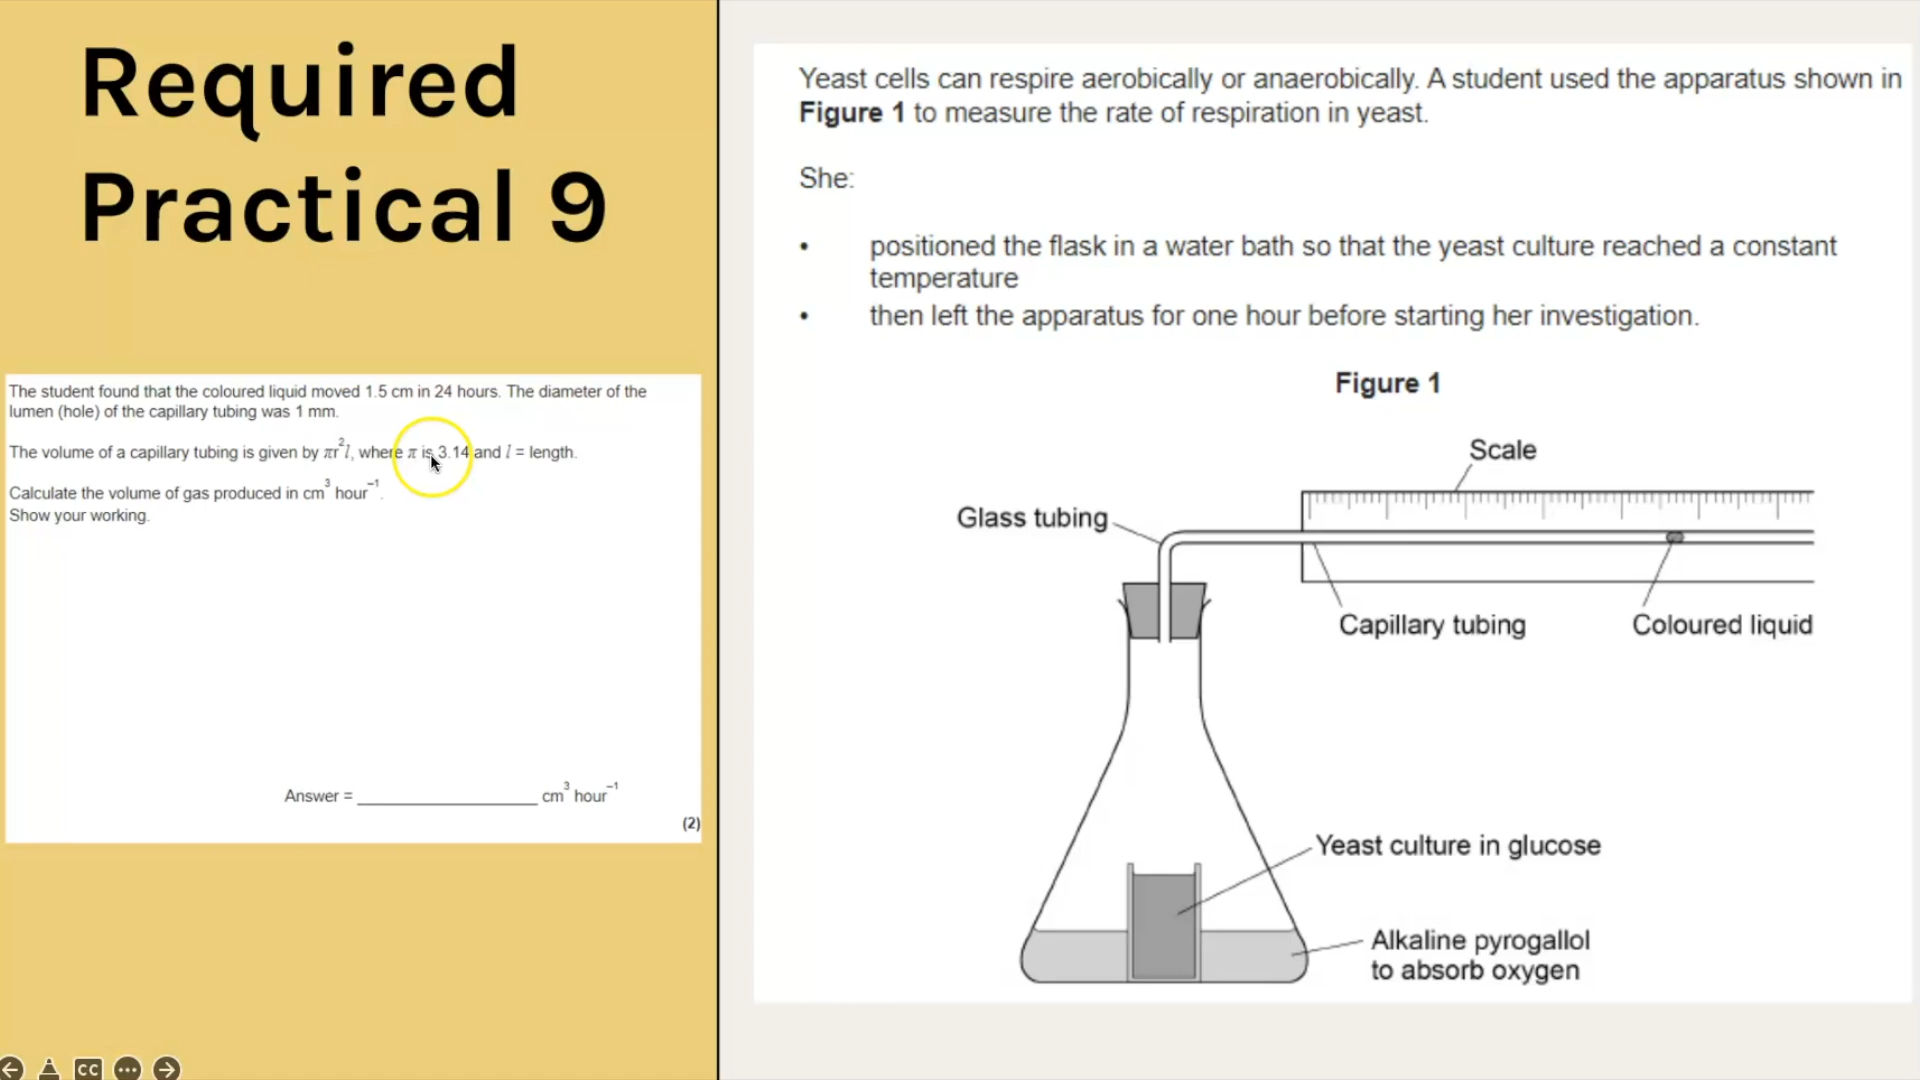 Required
Practical 9
The student found that the coloured liquid moved 1.5 cm in 24 hours. The diameter of the
lumen (hole) of the capillary tubing was 1 mm.
The volume of a capillary tubing is given by πr²l, where π is 3.14 and l = length.
Calculate the volume of gas produced in cm³ hour⁻¹.
Show your working.
Answer = ____________________ cm³ hour⁻¹
(2)
Yeast cells can respire aerobically or anaerobically. A student used the apparatus shown in
Figure 1 to measure the rate of respiration in yeast.
She:
• positioned the flask in a water bath so that the yeast culture reached a constant
temperature
• then left the apparatus for one hour before starting her investigation.
Figure 1
Scale
Glass tubing
Capillary tubing
Coloured liquid
Yeast culture in glucose
Alkaline pyrogallol
to absorb oxygen
CC